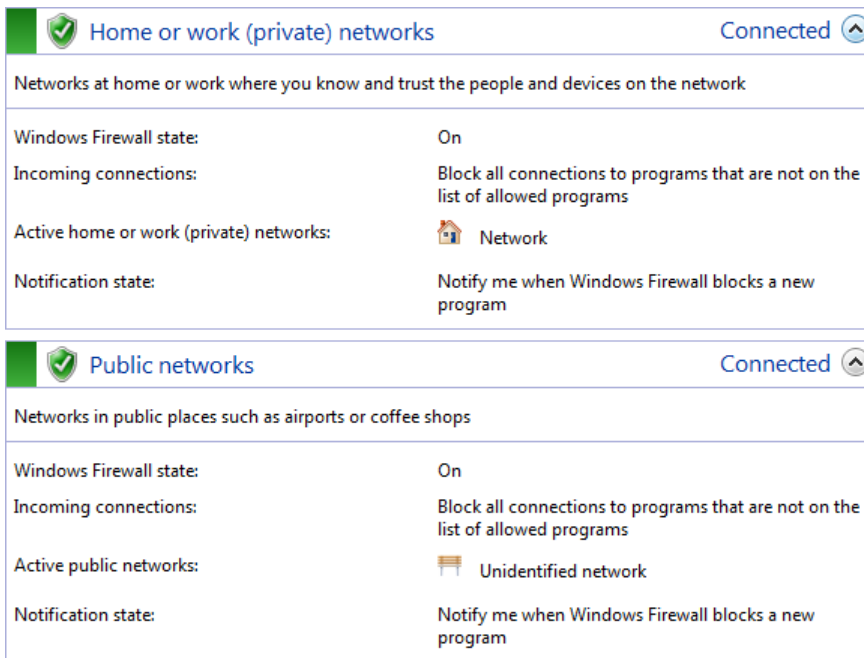 Home or work (private) networks Connected
Networks at home or work where you know and trust the people and devices on the network
Windows Firewall state: On
Incoming connections: Block all connections to programs that are not on the
list of allowed programs
Active home or work (private) networks: Network
Notification state: Notify me when Windows Firewall blocks a new
program
Public networks Connected
Networks in public places such as airports or coffee shops
Windows Firewall state: On
Incoming connections: Block all connections to programs that are not on the
list of allowed programs
Active public networks: Unidentified network
Notification state: Notify me when Windows Firewall blocks a new
program